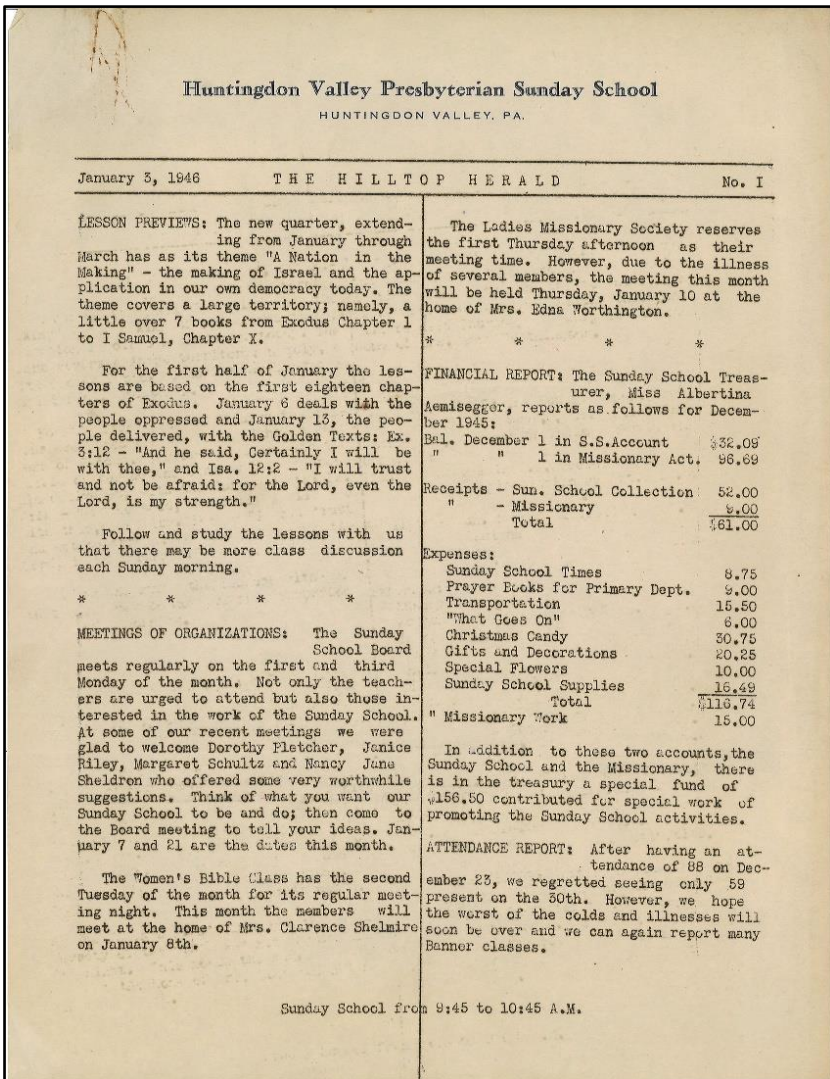 Huntingdon Valley Presbyterian Sunday School
HUNTINGDON VALLEY, PA.
January 3, 1946 THE HILLTOP HERALD No. I
LESSON PREVIEWS: The new quarter, extend-
ing from January through
March has as its theme "A Nation in the
Making" - the making of Israel and the ap-
plication in our own democracy today. The
theme covers a large territory; namely, a
little over 7 books from Exodus Chapter 1
to I Samuel, Chapter X.
For the first half of January the les-
sons are based on the first eighteen chap-
ters of Exodus. January 6 deals with the
people oppressed and January 13, the peo-
ple delivered, with the Golden Texts: Ex.
3:12 - "And he said, Certainly I will be
with thee," and Isa. 12:2 - "I will trust
and not be afraid: for the Lord, even the
Lord, is my strength."
Follow and study the lessons with us
that there may be more class discussion
each Sunday morning.
* * * *
MEETINGS OF ORGANIZATIONS: The Sunday
School Board
meets regularly on the first and third
Monday of the month. Not only the teach-
ers are urged to attend but also those in-
terested in the work of the Sunday School.
At some of our recent meetings we were
glad to welcome Dorothy Pletcher, Janice
Riley, Margaret Schultz and Nancy Jane
Sheldron who offered some very worthwhile
suggestions. Think of what you want our
Sunday School to be and do; then come to
the Board meeting to tell your ideas. Jan-
uary 7 and 21 are the dates this month.
The Women's Bible Class has the second
Tuesday of the month for its regular meet-
ing night. This month the members will
meet at the home of Mrs. Clarence Shelmire
on January 8th.
The Ladies Missionary Society reserves
the first Thursday afternoon as their
meeting time. However, due to the illness
of several members, the meeting this month
will be held Thursday, January 10 at the
home of Mrs. Edna Worthington.
* * * *
FINANCIAL REPORT: The Sunday School Treas-
urer, Miss Albertina
Aemisegger, reports as follows for Decem-
ber 1945:
Bal. December 1 in S.S.Account $32.09
" " 1 in Missionary Act. 96.69
Receipts - Sun. School Collection 52.00
" - Missionary 9.00
Total $61.00
Expenses:
Sunday School Times 8.75
Prayer Books for Primary Dept. 9.00
Transportation 15.50
"What Goes On" 6.00
Christmas Candy 30.75
Gifts and Decorations 20.25
Special Flowers 10.00
Sunday School Supplies 16.49
Total $116.74
" Missionary Work 15.00
In addition to these two accounts,the
Sunday School and the Missionary, there
is in the treasury a special fund of
$156.50 contributed for special work of
promoting the Sunday School activities.
ATTENDANCE REPORT: After having an at-
tendance of 88 on Dec-
ember 23, we regretted seeing only 59
present on the 30th. However, we hope
the worst of the colds and illnesses will
soon be over and we can again report many
Banner classes.
Sunday School from 9:45 to 10:45 A.M.